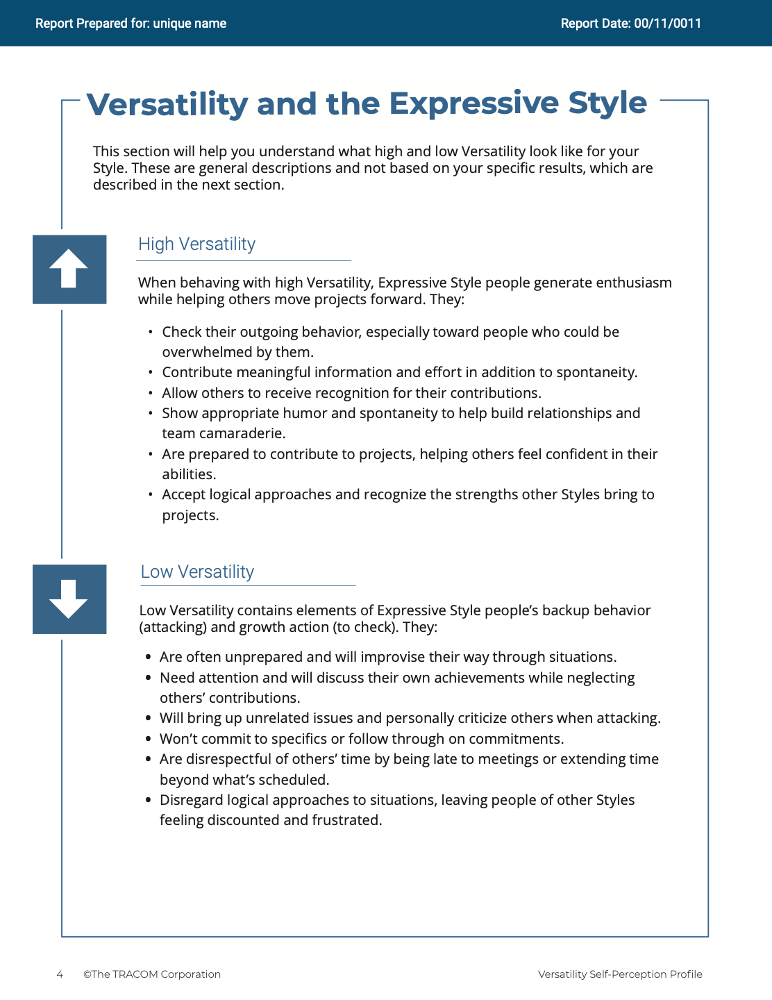 Report Prepared for: unique name
Report Date: 00/11/0011
Versatility and the Expressive Style
This section will help you understand what high and low Versatility look like for your
Style. These are general descriptions and not based on your specific results, which are
described in the next section.
High Versatility
When behaving with high Versatility, Expressive Style people generate enthusiasm
while helping others move projects forward. They:
• Check their outgoing behavior, especially toward people who could be
overwhelmed by them.
• Contribute meaningful information and effort in addition to spontaneity.
• Allow others to receive recognition for their contributions.
• Show appropriate humor and spontaneity to help build relationships and
team camaraderie.
• Are prepared to contribute to projects, helping others feel confident in their
abilities.
• Accept logical approaches and recognize the strengths other Styles bring to
projects.
Low Versatility
Low Versatility contains elements of Expressive Style people’s backup behavior
(attacking) and growth action (to check). They:
• Are often unprepared and will improvise their way through situations.
• Need attention and will discuss their own achievements while neglecting
others’ contributions.
• Will bring up unrelated issues and personally criticize others when attacking.
• Won’t commit to specifics or follow through on commitments.
• Are disrespectful of others’ time by being late to meetings or extending time
beyond what’s scheduled.
• Disregard logical approaches to situations, leaving people of other Styles
feeling discounted and frustrated.
4 ©The TRACOM Corporation
Versatility Self-Perception Profile